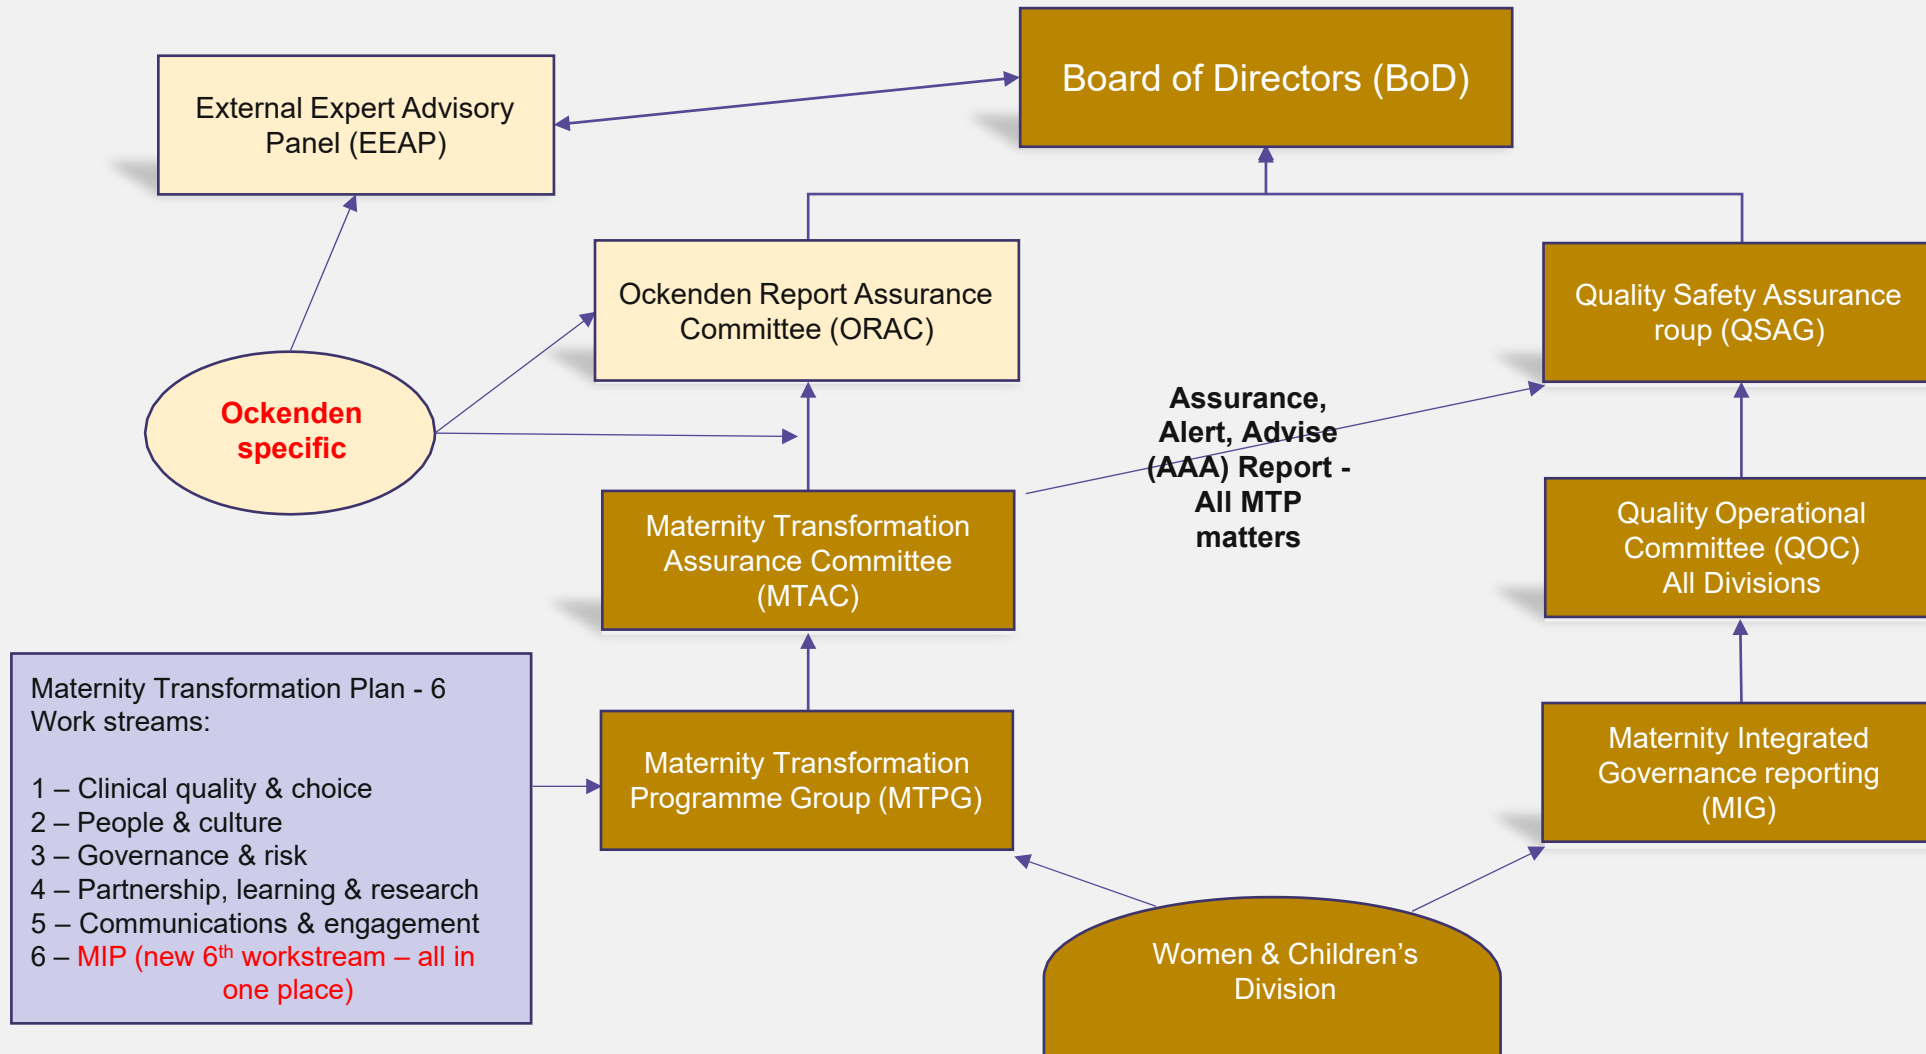 External Expert Advisory
Panel (EEAP)
Board of Directors (BoD)
Ockenden Report Assurance
Committee (ORAC)
Quality Safety Assurance
roup (QSAG)
Ockenden
specific
Assurance,
Alert, Advise
(AAA) Report -
All MTP
matters
Maternity Transformation
Assurance Committee
(MTAC)
Quality Operational
Committee (QOC)
All Divisions
Maternity Transformation Plan - 6
Work streams:
1 – Clinical quality & choice
2 – People & culture
3 – Governance & risk
4 – Partnership, learning & research
5 – Communications & engagement
6 – MIP (new 6th workstream – all in
one place)
Maternity Transformation
Programme Group (MTPG)
Maternity Integrated
Governance reporting
(MIG)
Women & Children’s
Division